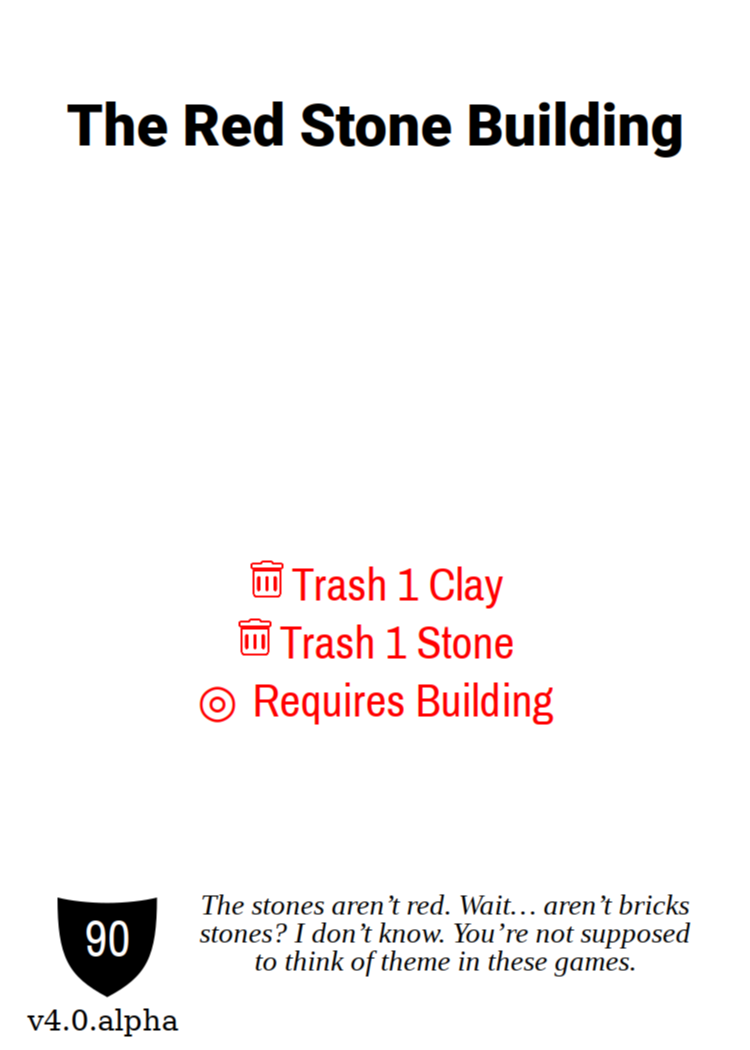 The Red Stone Building
Trash 1 Clay
Trash 1 Stone
Requires Building
The stones aren’t red. Wait… aren’t bricks
stones? I don’t know. You’re not supposed
to think of theme in these games.
90
v4.0.alpha